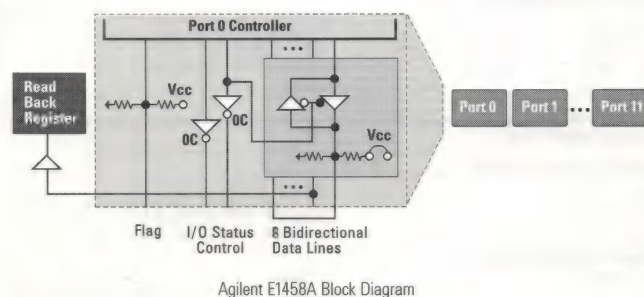 Port 0 Controller
Read
Back
Register
Vcc
OC
OC
Vcc
Port 0
Port 1
Port 11
Flag
I/O Status
Control
8 Bidirectional
Data Lines
Agilent E1458A Block Diagram